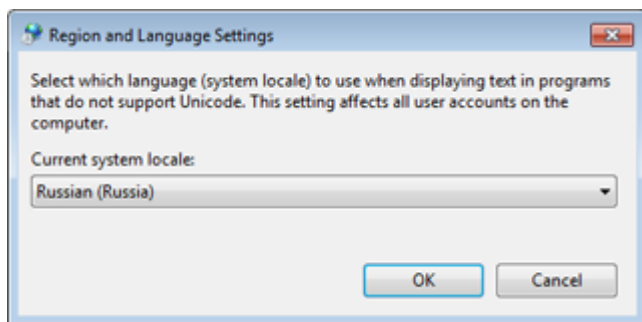 Region and Language Settings
Select which language (system locale) to use when displaying text in programs
that do not support Unicode. This setting affects all user accounts on the
computer.
Current system locale:
Russian (Russia)
OK
Cancel